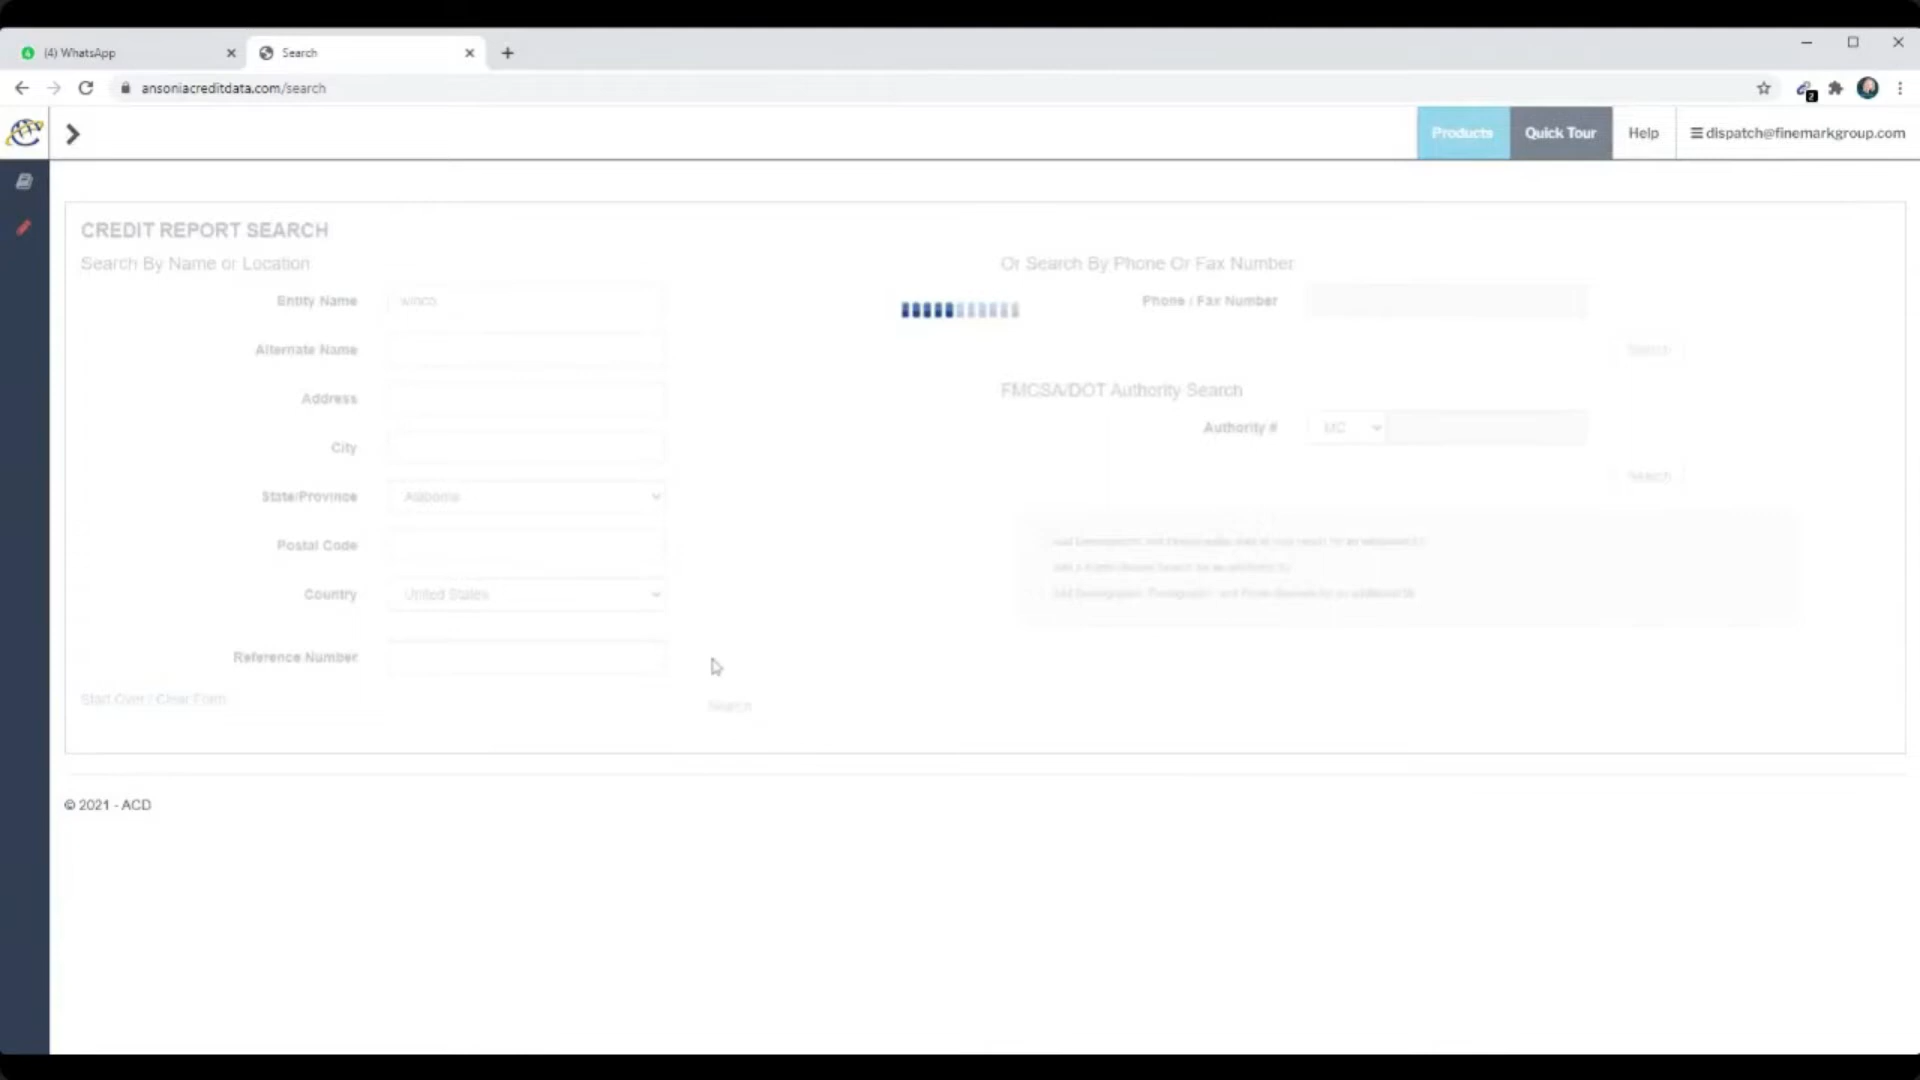 (4) WhatsApp
Search
ansoniacreditdata.com/search
2
Products
Quick Tour
Help
dispatch@finemarkgroup.com
CREDIT REPORT SEARCH
Search By Name or Location
Or Search By Phone Or Fax Number
Entity Name
winco
Phone / Fax Number
Alternate Name
Search
Address
FMCSA/DOT Authority Search
Authority #
MC
City
Search
State/Province
Alabama
Postal Code
Country
United States
Reference Number
Start Over / Clear Form
Search
© 2021 - ACD